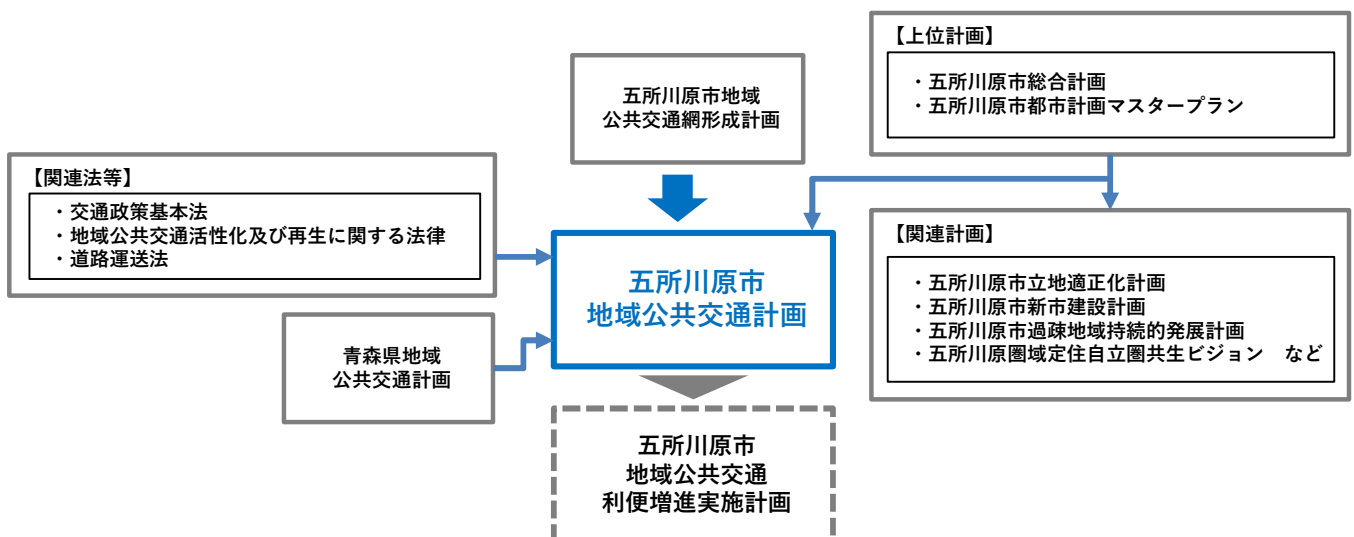 【上位計画】
・五所川原市総合計画
・五所川原市都市計画マスタープラン
五所川原市地域
公共交通網形成計画
【関連法等】
・交通政策基本法
・地域公共交通活性化及び再生に関する法律
・道路運送法
【関連計画】
・五所川原市立地適正化計画
・五所川原市新市建設計画
・五所川原市過疎地域持続的発展計画
・五所川原圏域定住自立圏共生ビジョン　など
五所川原市
地域公共交通計画
青森県地域
公共交通計画
五所川原市
地域公共交通
利便増進実施計画